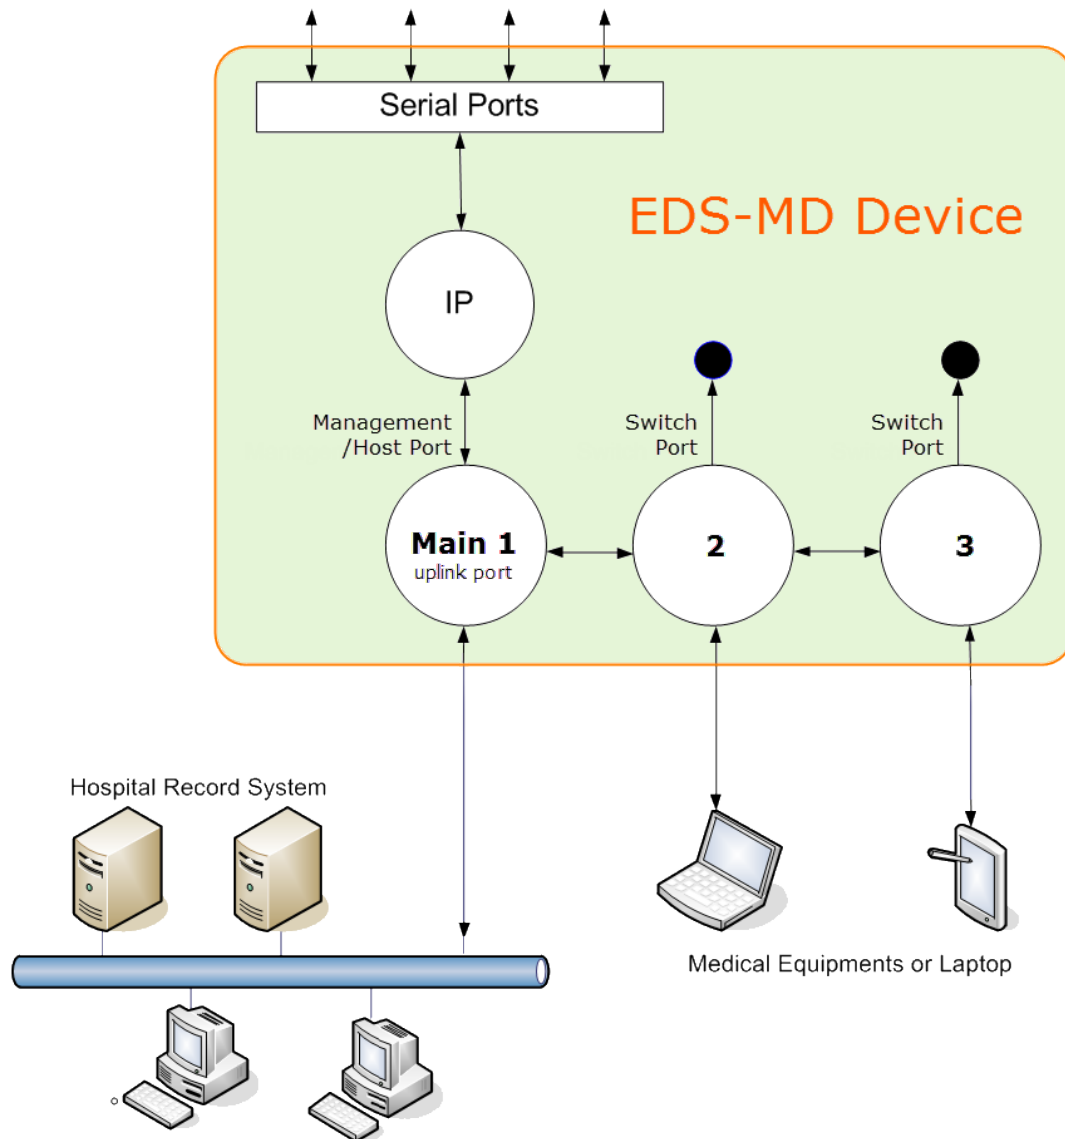 Serial Ports
EDS-MD Device
IP
Management
/Host Port
Switch
Port
Switch
Port
Main 1
uplink port
2
3
Hospital Record System
Medical Equipments or Laptop